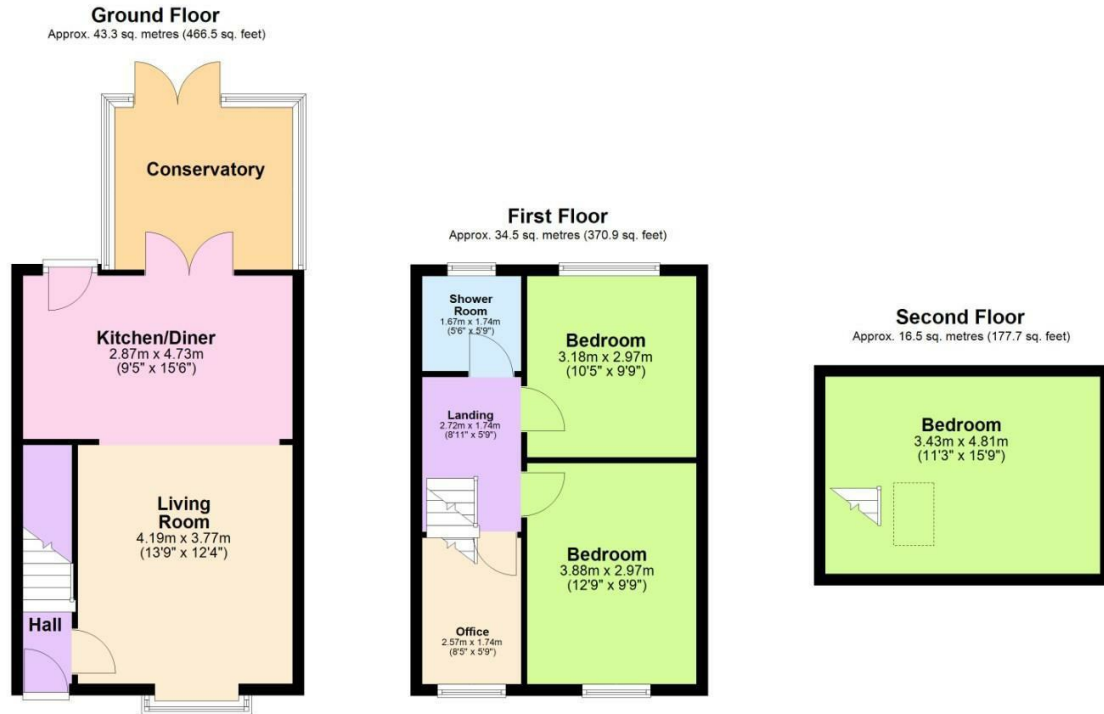 Ground Floor
Approx. 43.3 sq. metres (466.5 sq. feet)
Conservatory
Kitchen/Diner
2.87m x 4.73m
(9'5" x 15'6")
Living
Room
4.19m x 3.77m
(13'9" x 12'4")
Hall
First Floor
Approx. 34.5 sq. metres (370.9 sq. feet)
Shower
Room
1.67m x 1.74m
(5'6" x 5'9")
Bedroom
3.18m x 2.97m
(10'5" x 9'9")
Landing
2.72m x 1.74m
(8'11" x 5'9")
Bedroom
3.88m x 2.97m
(12'9" x 9'9")
Office
2.57m x 1.74m
(8'5" x 5'9")
Second Floor
Approx. 16.5 sq. metres (177.7 sq. feet)
Bedroom
3.43m x 4.81m
(11'3" x 15'9")